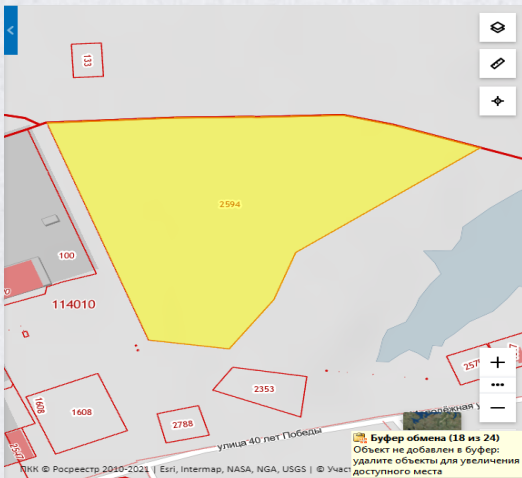 133
2594
100
114010
2353
1608
1608
2788
2547
улица 40 лет Победы
Буфер обмена (18 из 24)
Объект не добавлен в буфер:
удалите объекты для увеличения
доступного места
ПКК © Росреестр 2010-2021 | Esri, Intermap, NASA, NGA, USGS | © Участ